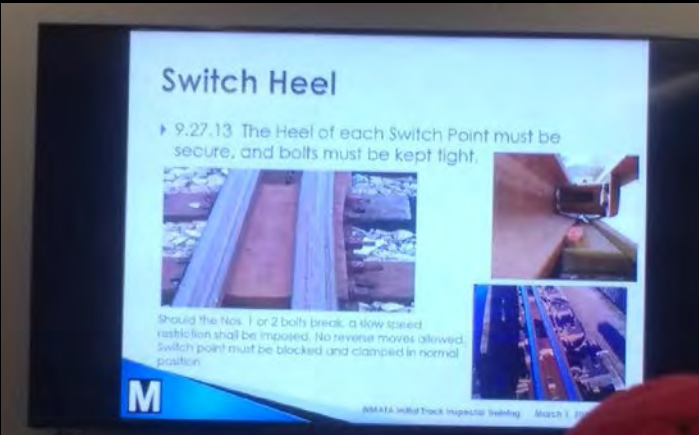 Switch Heel
9.27.13 The Heel of each Switch Point must be
secure, and bolts must be kept tight.
Should the Nos. 1 or 2 bolts break, a slow speed
restriction shall be imposed. No reverse moves allowed.
Switch point must be blocked and clamped in normal
position
M
WMATA Initial Track Inspector Training March 1,